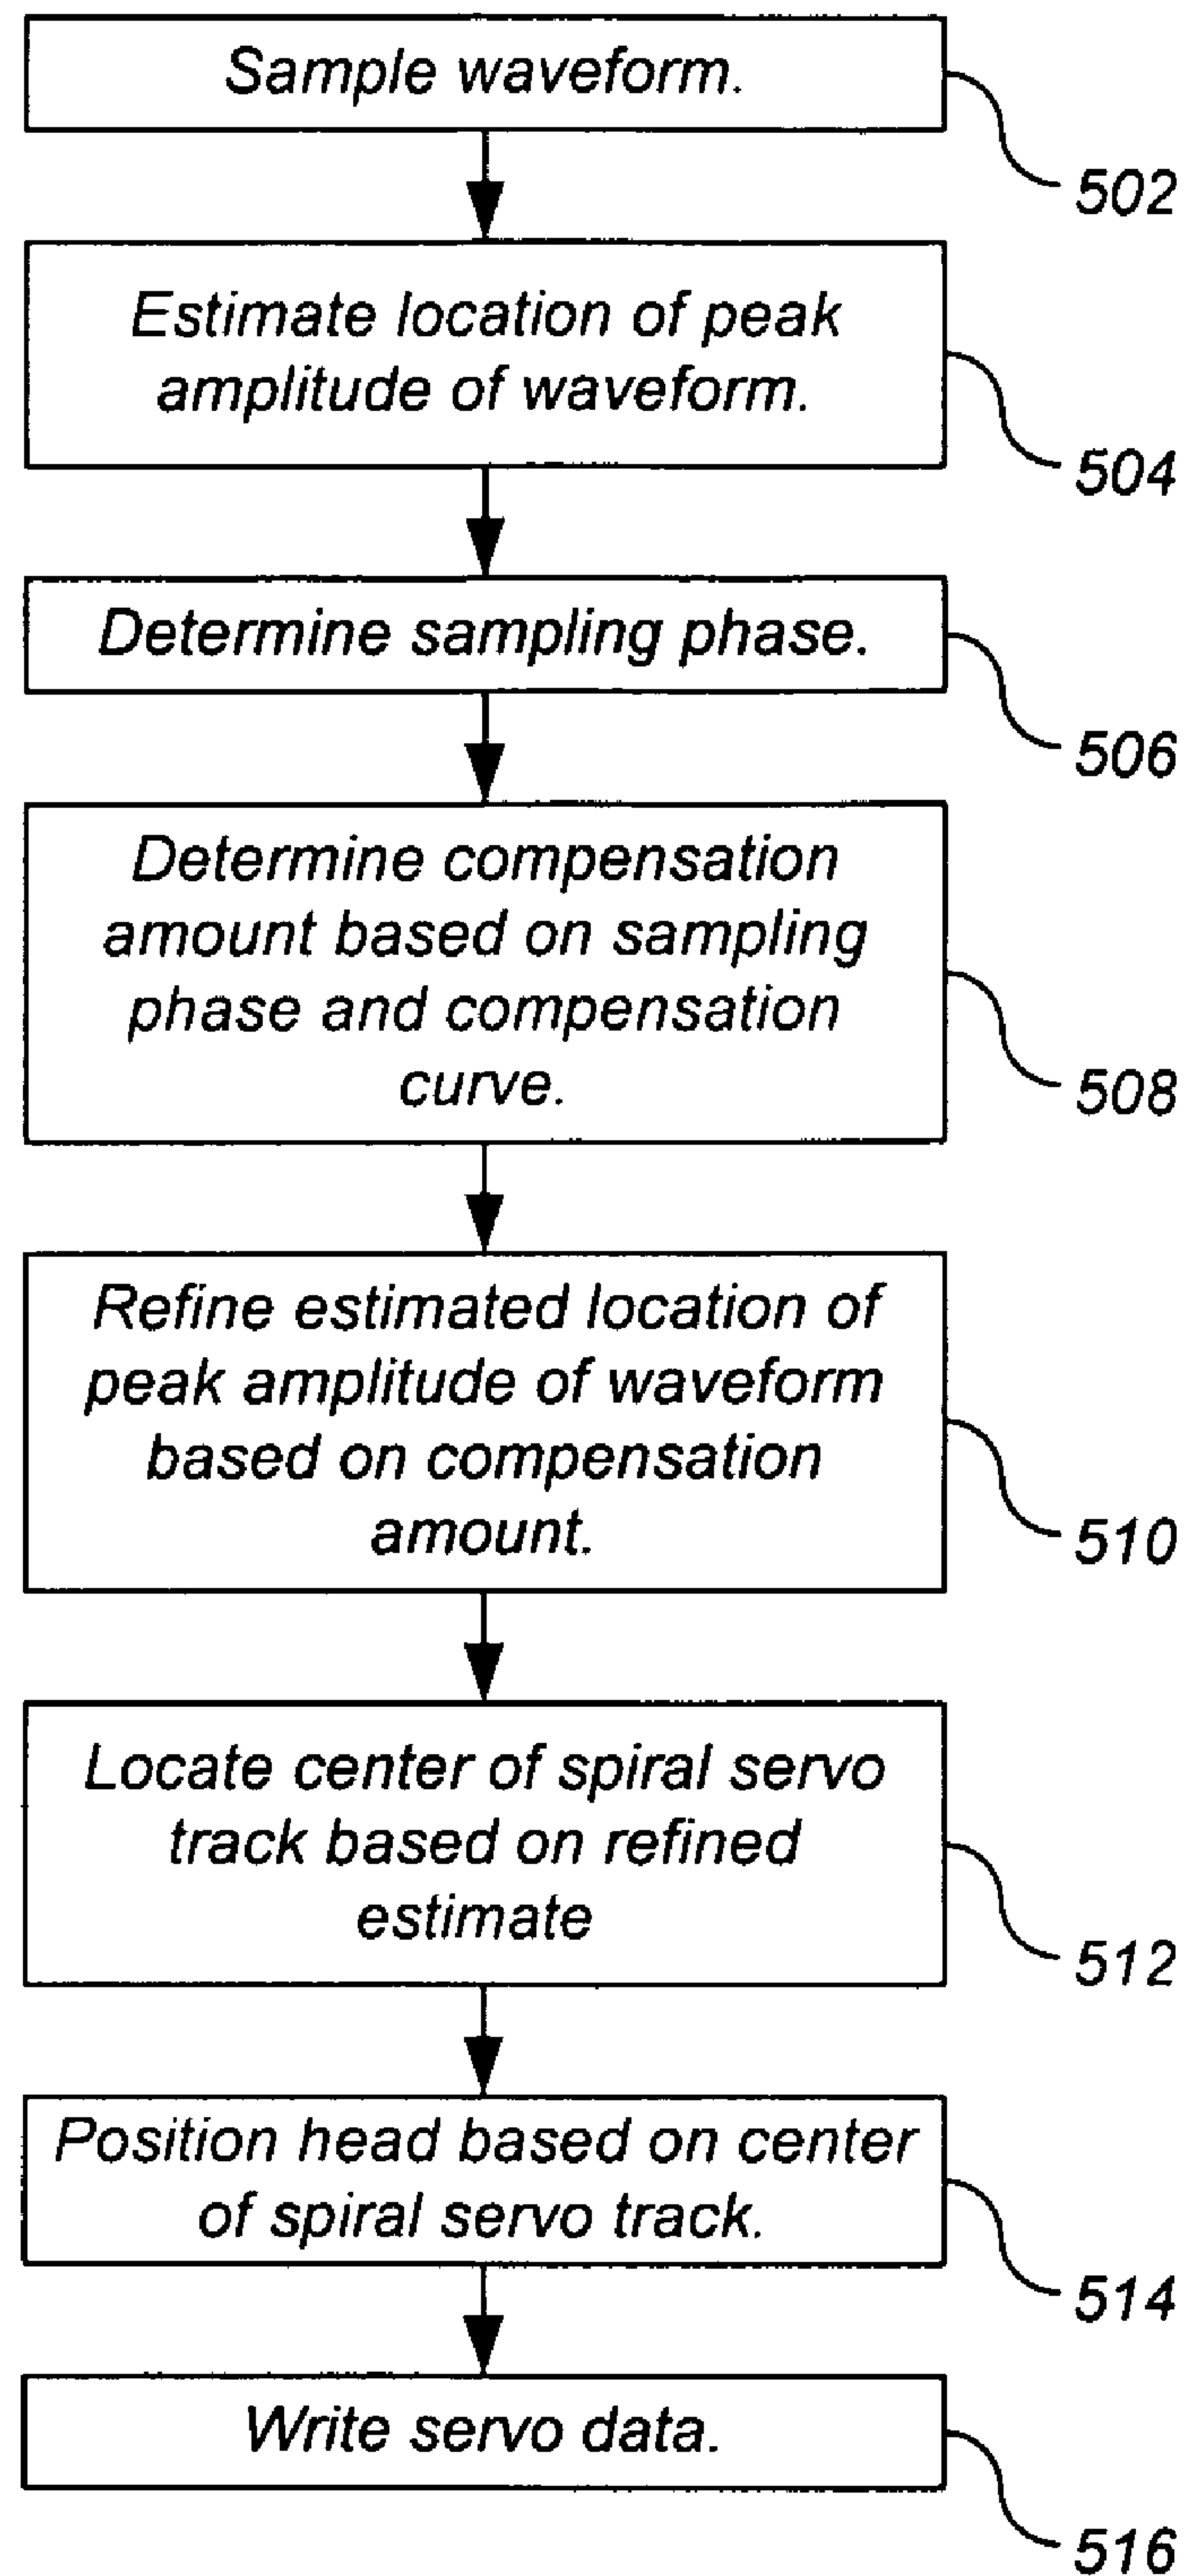 Sample waveform.
502
Estimate location of peak
amplitude of waveform.
504
Determine sampling phase.
506
Determine compensation
amount based on sampling
phase and compensation
curve.
508
Refine estimated location of
peak amplitude of waveform
based on compensation
amount.
510
Locate center of spiral servo
track based on refined
estimate
512
Position head based on center
of spiral servo track.
514
Write servo data.
516